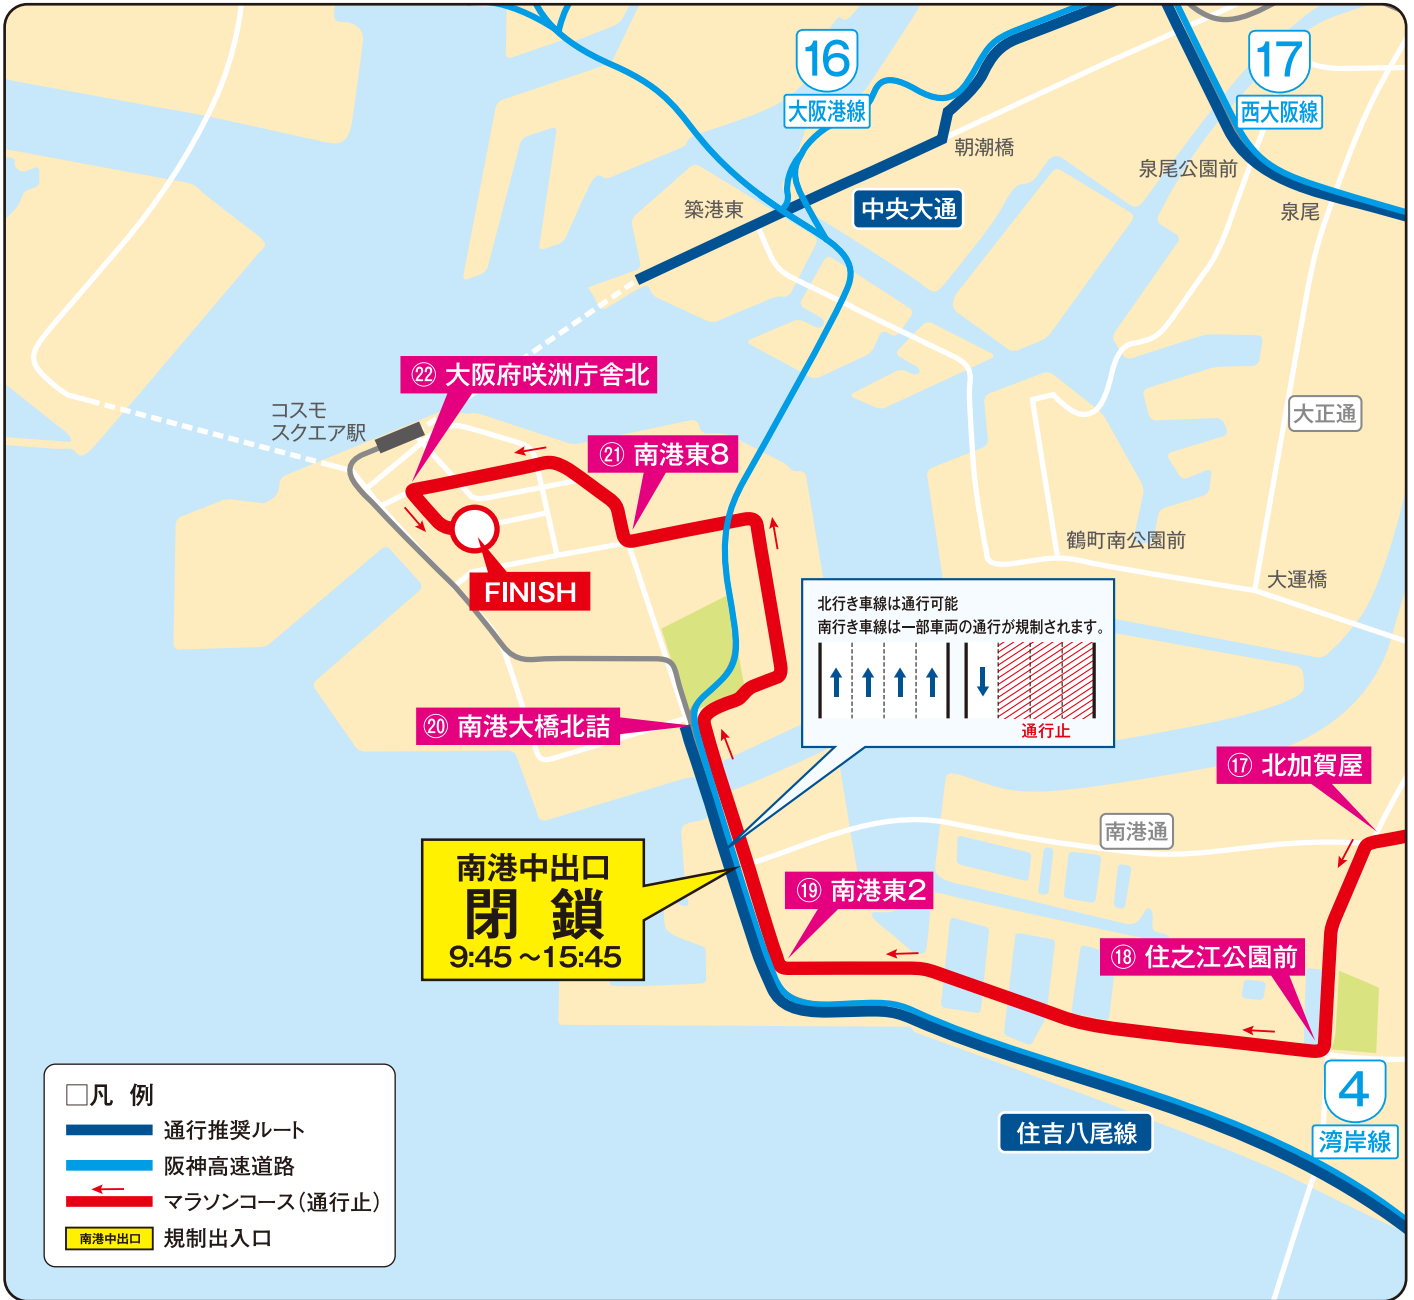 16
大阪港線
17
西大阪線
朝潮橋
泉尾公園前
築港東
中央大通
泉尾
㉒ 大阪府咲洲庁舎北
コスモ
スクエア駅
大正通
㉑ 南港東8
鶴町南公園前
大運橋
FINISH
北行き車線は通行可能
南行き車線は一部車両の通行が規制されます。
通行止
⑳ 南港大橋北詰
⑰ 北加賀屋
南港通
南港中出口
閉 鎖
9:45 ～15:45
⑲ 南港東2
⑱ 住之江公園前
4
湾岸線
住吉八尾線
□凡 例
通行推奨ルート
阪神高速道路
マラソンコース（通行止）
南港中出口 規制出入口